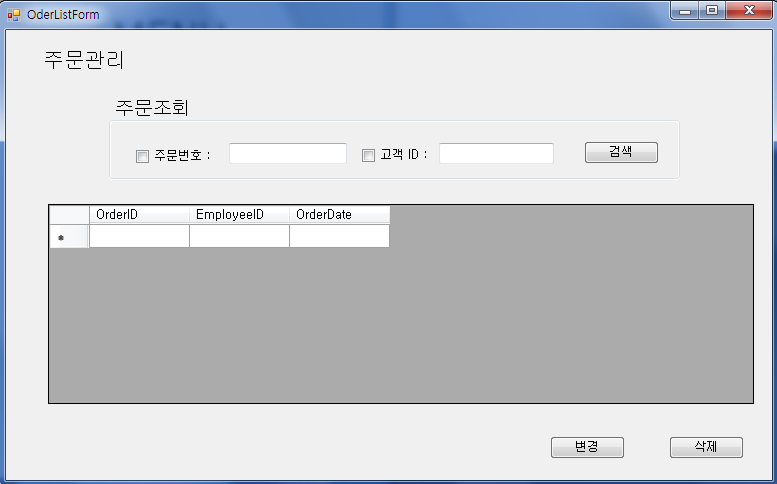 OderListForm
주문관리
주문조회
주문번호 : 고객 ID : 검색
OrderID EmployeeID OrderDate
*
변경 삭제